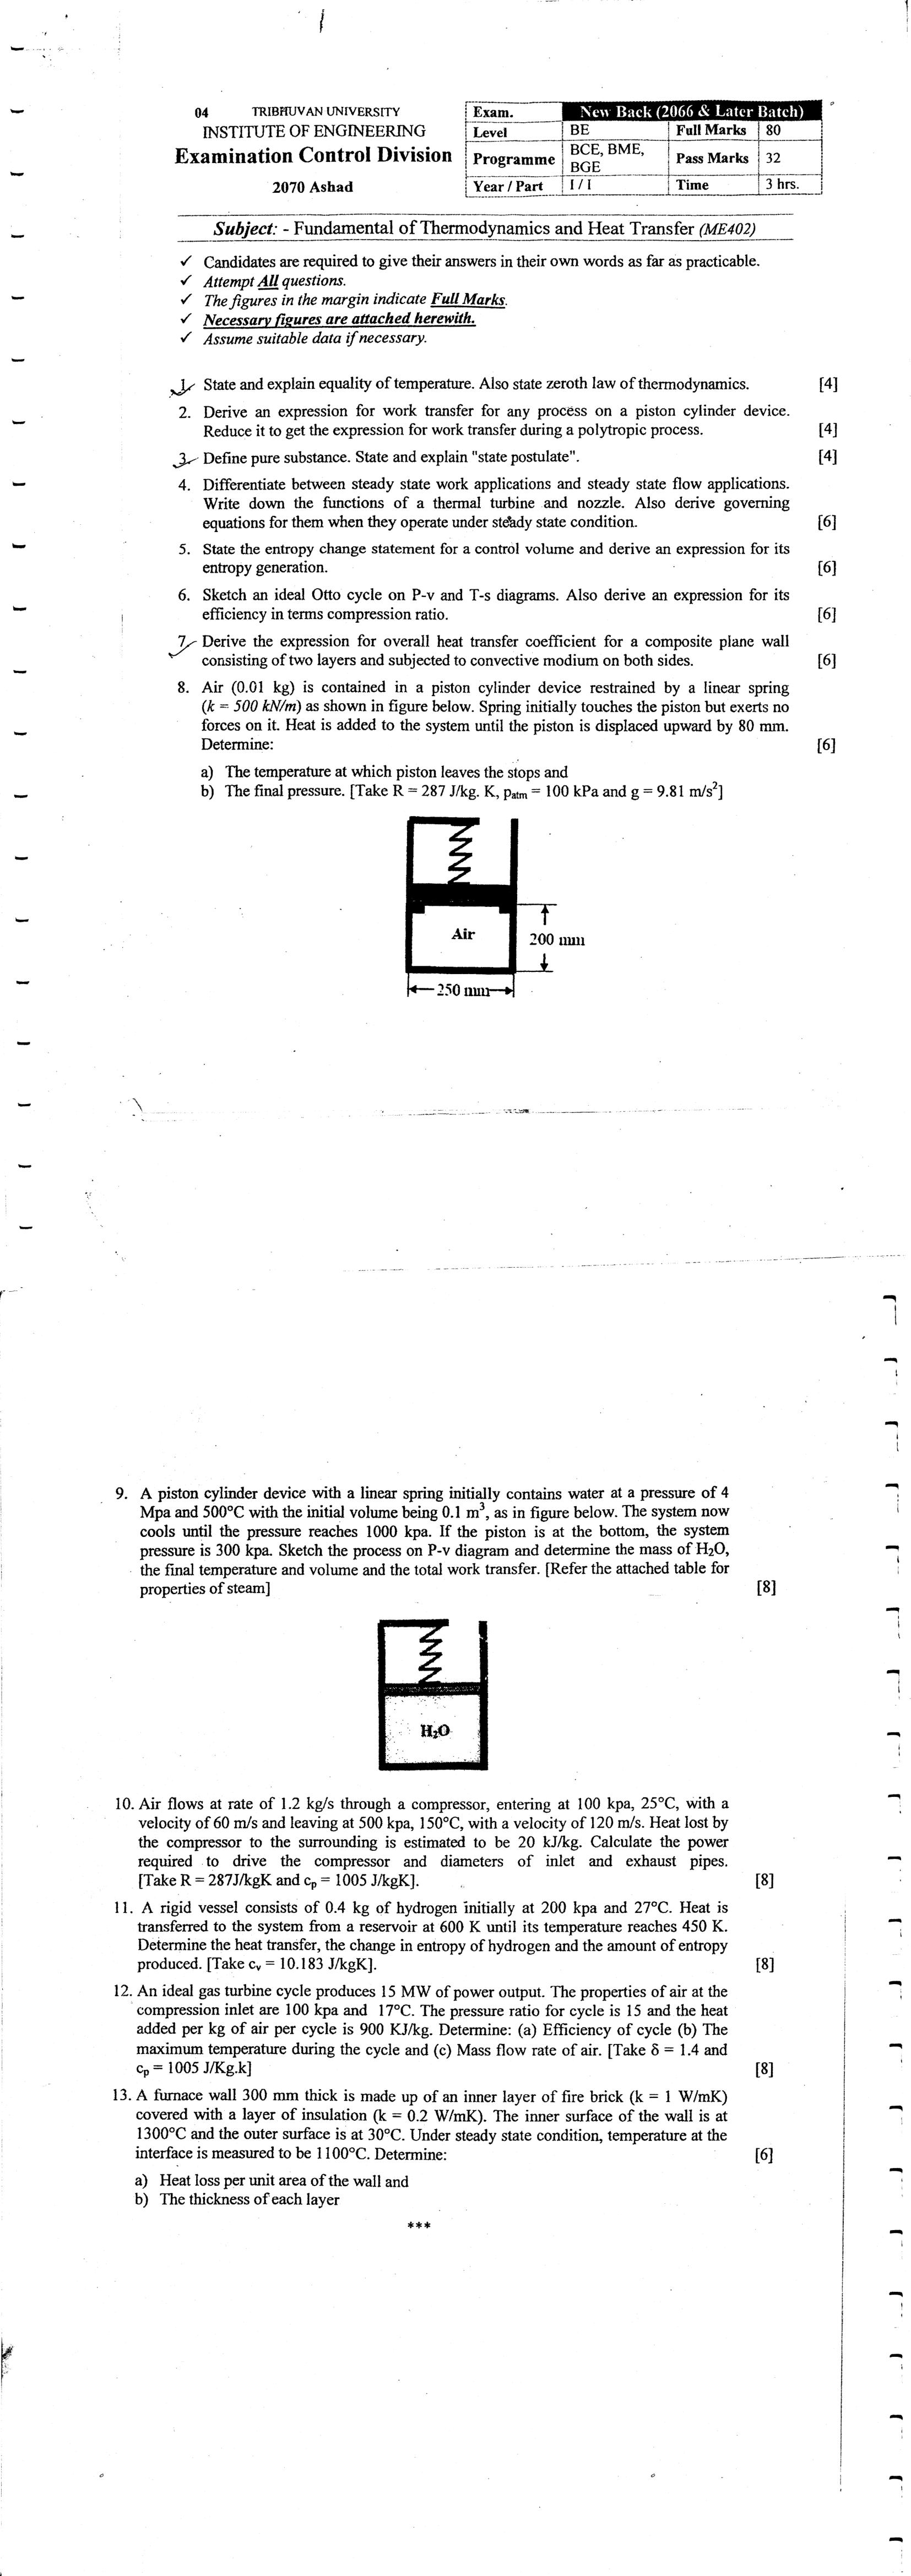 04 TRIBHUVAN UNIVERSITY
INSTITUTE OF ENGINEERING
Examination Control Division
2070 Ashad
Exam. New Back (2066 & Later Batch)
Level BE Full Marks 80
Programme BCE, BME, BGE Pass Marks 32
Year / Part I / I Time 3 hrs.
Subject: - Fundamental of Thermodynamics and Heat Transfer (ME402)
✓ Candidates are required to give their answers in their own words as far as practicable.
✓ Attempt All questions.
✓ The figures in the margin indicate Full Marks.
✓ Necessary figures are attached herewith.
✓ Assume suitable data if necessary.
1. State and explain equality of temperature. Also state zeroth law of thermodynamics. [4]
2. Derive an expression for work transfer for any process on a piston cylinder device.
Reduce it to get the expression for work transfer during a polytropic process. [4]
3. Define pure substance. State and explain "state postulate". [4]
4. Differentiate between steady state work applications and steady state flow applications.
Write down the functions of a thermal turbine and nozzle. Also derive governing
equations for them when they operate under steady state condition. [6]
5. State the entropy change statement for a control volume and derive an expression for its
entropy generation. [6]
6. Sketch an ideal Otto cycle on P-v and T-s diagrams. Also derive an expression for its
efficiency in terms compression ratio. [6]
7. Derive the expression for overall heat transfer coefficient for a composite plane wall
consisting of two layers and subjected to convective modium on both sides. [6]
8. Air (0.01 kg) is contained in a piston cylinder device restrained by a linear spring
(k = 500 kN/m) as shown in figure below. Spring initially touches the piston but exerts no
forces on it. Heat is added to the system until the piston is displaced upward by 80 mm.
Determine: [6]
a) The temperature at which piston leaves the stops and
b) The final pressure. [Take R = 287 J/kg. K, patm = 100 kPa and g = 9.81 m/s²]
Air
200 mm
250 mm
9. A piston cylinder device with a linear spring initially contains water at a pressure of 4
Mpa and 500°C with the initial volume being 0.1 m³, as in figure below. The system now
cools until the pressure reaches 1000 kpa. If the piston is at the bottom, the system
pressure is 300 kpa. Sketch the process on P-v diagram and determine the mass of H₂O,
the final temperature and volume and the total work transfer. [Refer the attached table for
properties of steam] [8]
H₂O
10. Air flows at rate of 1.2 kg/s through a compressor, entering at 100 kpa, 25°C, with a
velocity of 60 m/s and leaving at 500 kpa, 150°C, with a velocity of 120 m/s. Heat lost by
the compressor to the surrounding is estimated to be 20 kJ/kg. Calculate the power
required to drive the compressor and diameters of inlet and exhaust pipes.
[Take R = 287J/kgK and cp = 1005 J/kgK]. [8]
11. A rigid vessel consists of 0.4 kg of hydrogen initially at 200 kpa and 27°C. Heat is
transferred to the system from a reservoir at 600 K until its temperature reaches 450 K.
Determine the heat transfer, the change in entropy of hydrogen and the amount of entropy
produced. [Take cv = 10.183 J/kgK]. [8]
12. An ideal gas turbine cycle produces 15 MW of power output. The properties of air at the
compression inlet are 100 kpa and 17°C. The pressure ratio for cycle is 15 and the heat
added per kg of air per cycle is 900 KJ/kg. Determine: (a) Efficiency of cycle (b) The
maximum temperature during the cycle and (c) Mass flow rate of air. [Take δ = 1.4 and
cp = 1005 J/Kg.k] [8]
13. A furnace wall 300 mm thick is made up of an inner layer of fire brick (k = 1 W/mK)
covered with a layer of insulation (k = 0.2 W/mK). The inner surface of the wall is at
1300°C and the outer surface is at 30°C. Under steady state condition, temperature at the
interface is measured to be 1100°C. Determine: [6]
a) Heat loss per unit area of the wall and
b) The thickness of each layer
***